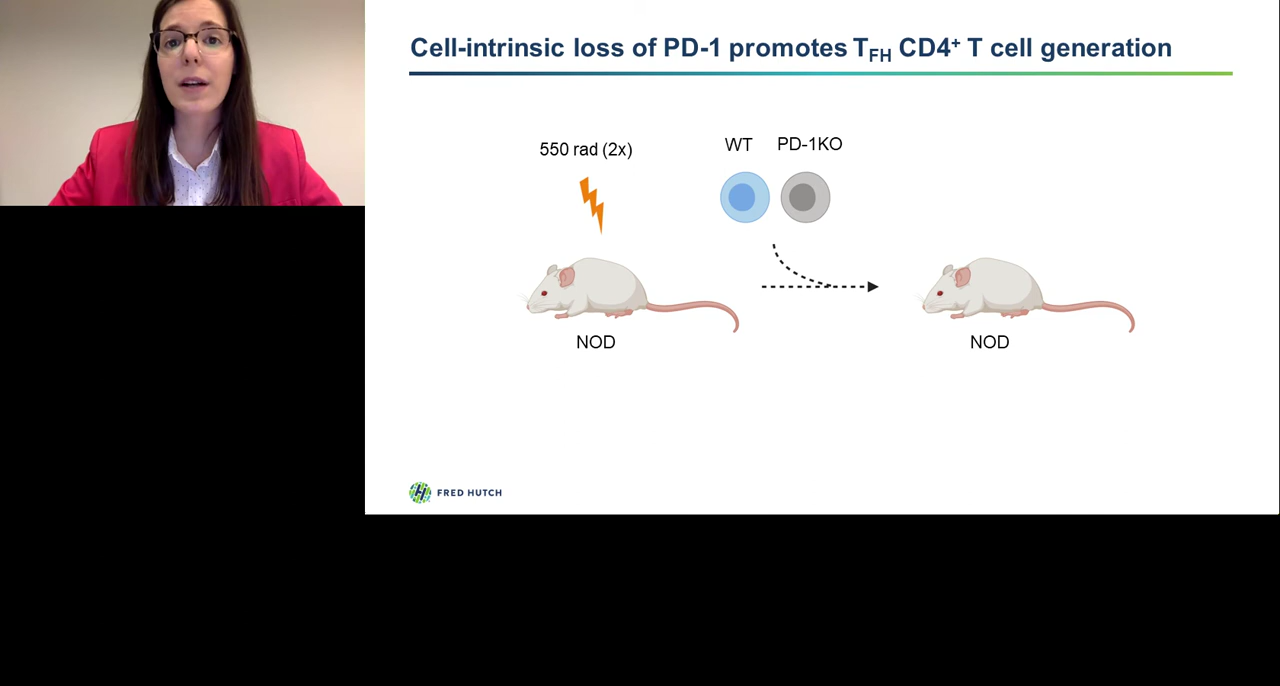 Cell-intrinsic loss of PD-1 promotes TFH CD4+ T cell generation
550 rad (2x)
WT
PD-1KO
NOD
NOD
FRED HUTCH